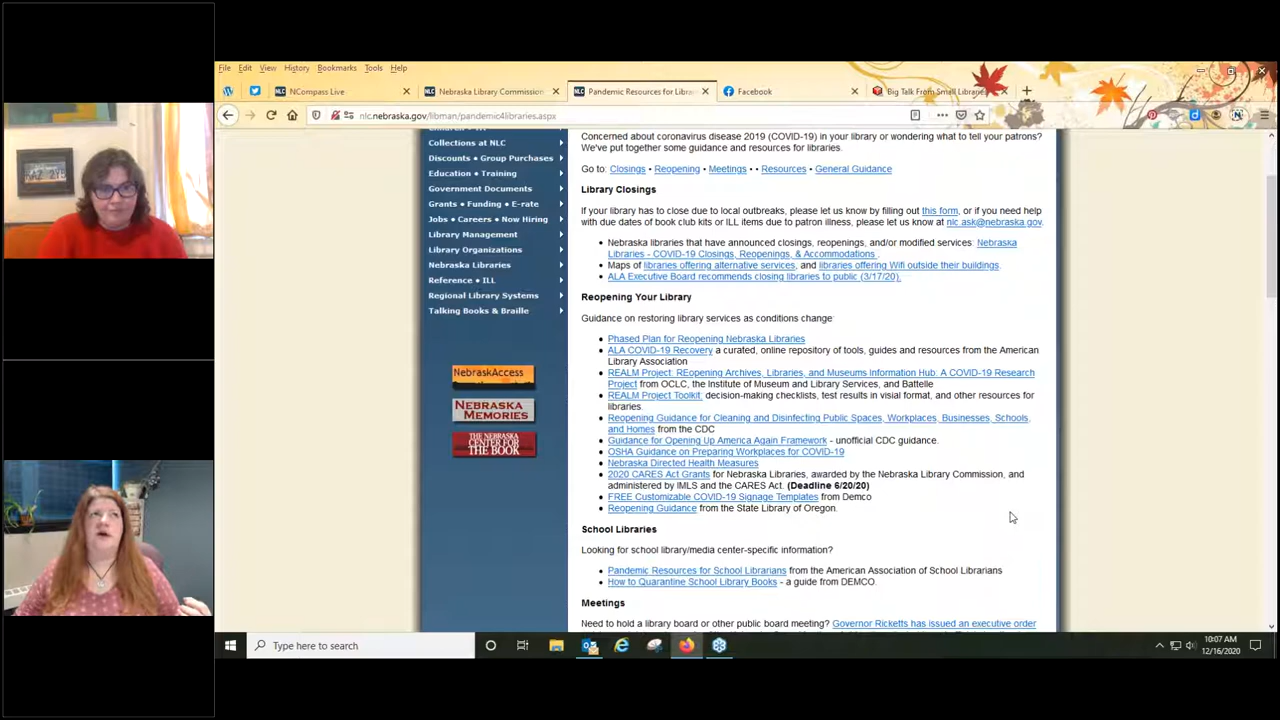 File Edit View History Bookmarks Tools Help
NCompass Live
Nebraska Library Commission
Pandemic Resources for Libra
Facebook
Big Talk From Small Libraries
nlc.nebraska.gov/libman/pandemic4libraries.aspx
Collections at NLC
Discounts • Group Purchases
Education • Training
Government Documents
Grants • Funding • E-rate
Jobs • Careers • Now Hiring
Library Management
Library Organizations
Nebraska Libraries
Reference • ILL
Regional Library Systems
Talking Books & Braille
NebraskAccess
NEBRASKA
MEMORIES
THE NEBRASKA
CENTER FOR
THE BOOK
Concerned about coronavirus disease 2019 (COVID-19) in your library or wondering what to tell your patrons?
We've put together some guidance and resources for libraries.
Go to: Closings • Reopening • Meetings • • Resources • General Guidance
Library Closings
If your library has to close due to local outbreaks, please let us know by filling out this form, or if you need help
with due dates of book club kits or ILL items due to patron illness, please let us know at nlc.ask@nebraska.gov.
• Nebraska libraries that have announced closings, reopenings, and/or modified services Nebraska
Libraries - COVID-19 Closings, Reopenings, & Accommodations .
• Maps of libraries offering alternative services, and libraries offering Wifi outside their buildings.
• ALA Executive Board recommends closing libraries to public (3/17/20).
Reopening Your Library
Guidance on restoring library services as conditions change
• Phased Plan for Reopening Nebraska Libraries
• ALA COVID-19 Recovery a curated, online repository of tools, guides and resources from the American
Library Association
• REALM Project: REopening Archives, Libraries, and Museums Information Hub: A COVID-19 Research
Project from OCLC, the Institute of Museum and Library Services, and Battelle
• REALM Project Toolkit: decision-making checklists, test results in visial format, and other resources for
libraries.
• Reopening Guidance for Cleaning and Disinfecting Public Spaces, Workplaces, Businesses, Schools,
and Homes from the CDC
• Guidance for Opening Up America Again Framework - unofficial CDC guidance.
• OSHA Guidance on Preparing Workplaces for COVID-19
• Nebraska Directed Health Measures
• 2020 CARES Act Grants for Nebraska Libraries, awarded by the Nebraska Library Commission, and
administered by IMLS and the CARES Act. (Deadline 6/20/20)
• FREE Customizable COVID-19 Signage Templates from Demco
• Reopening Guidance from the State Library of Oregon.
School Libraries
Looking for school library/media center-specific information?
• Pandemic Resources for School Librarians from the American Association of School Librarians
• How to Quarantine School Library Books - a guide from DEMCO.
Meetings
Need to hold a library board or other public board meeting? Governor Ricketts has issued an executive order
Type here to search
10:07 AM
12/16/2020